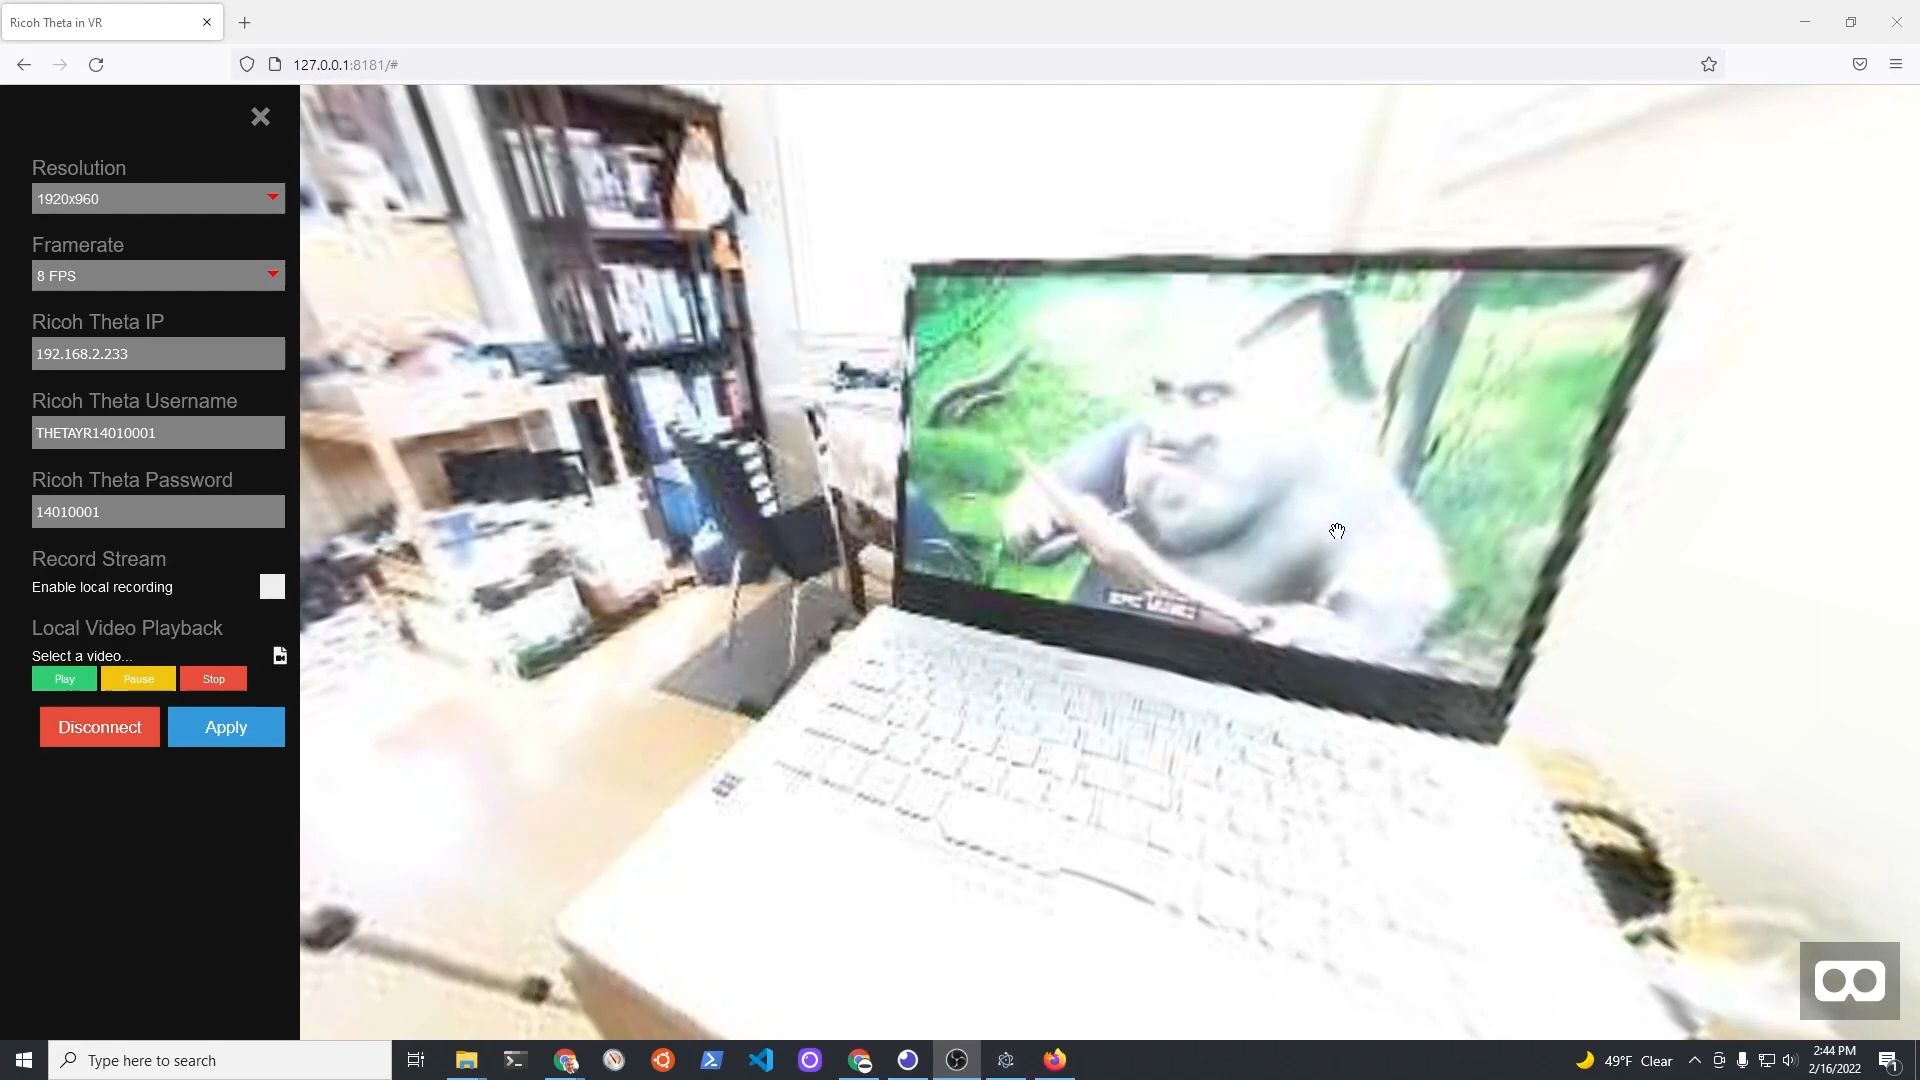 Ricoh Theta in VR
127.0.0.1:8181/#
Resolution
1920x960
Framerate
8 FPS
Ricoh Theta IP
192.168.2.233
Ricoh Theta Username
THETAYR14010001
Ricoh Theta Password
14010001
Record Stream
Enable local recording
Local Video Playback
Select a video...
Play Pause Stop
Disconnect Apply
Type here to search
49°F Clear
2:44 PM
2/16/2022
1